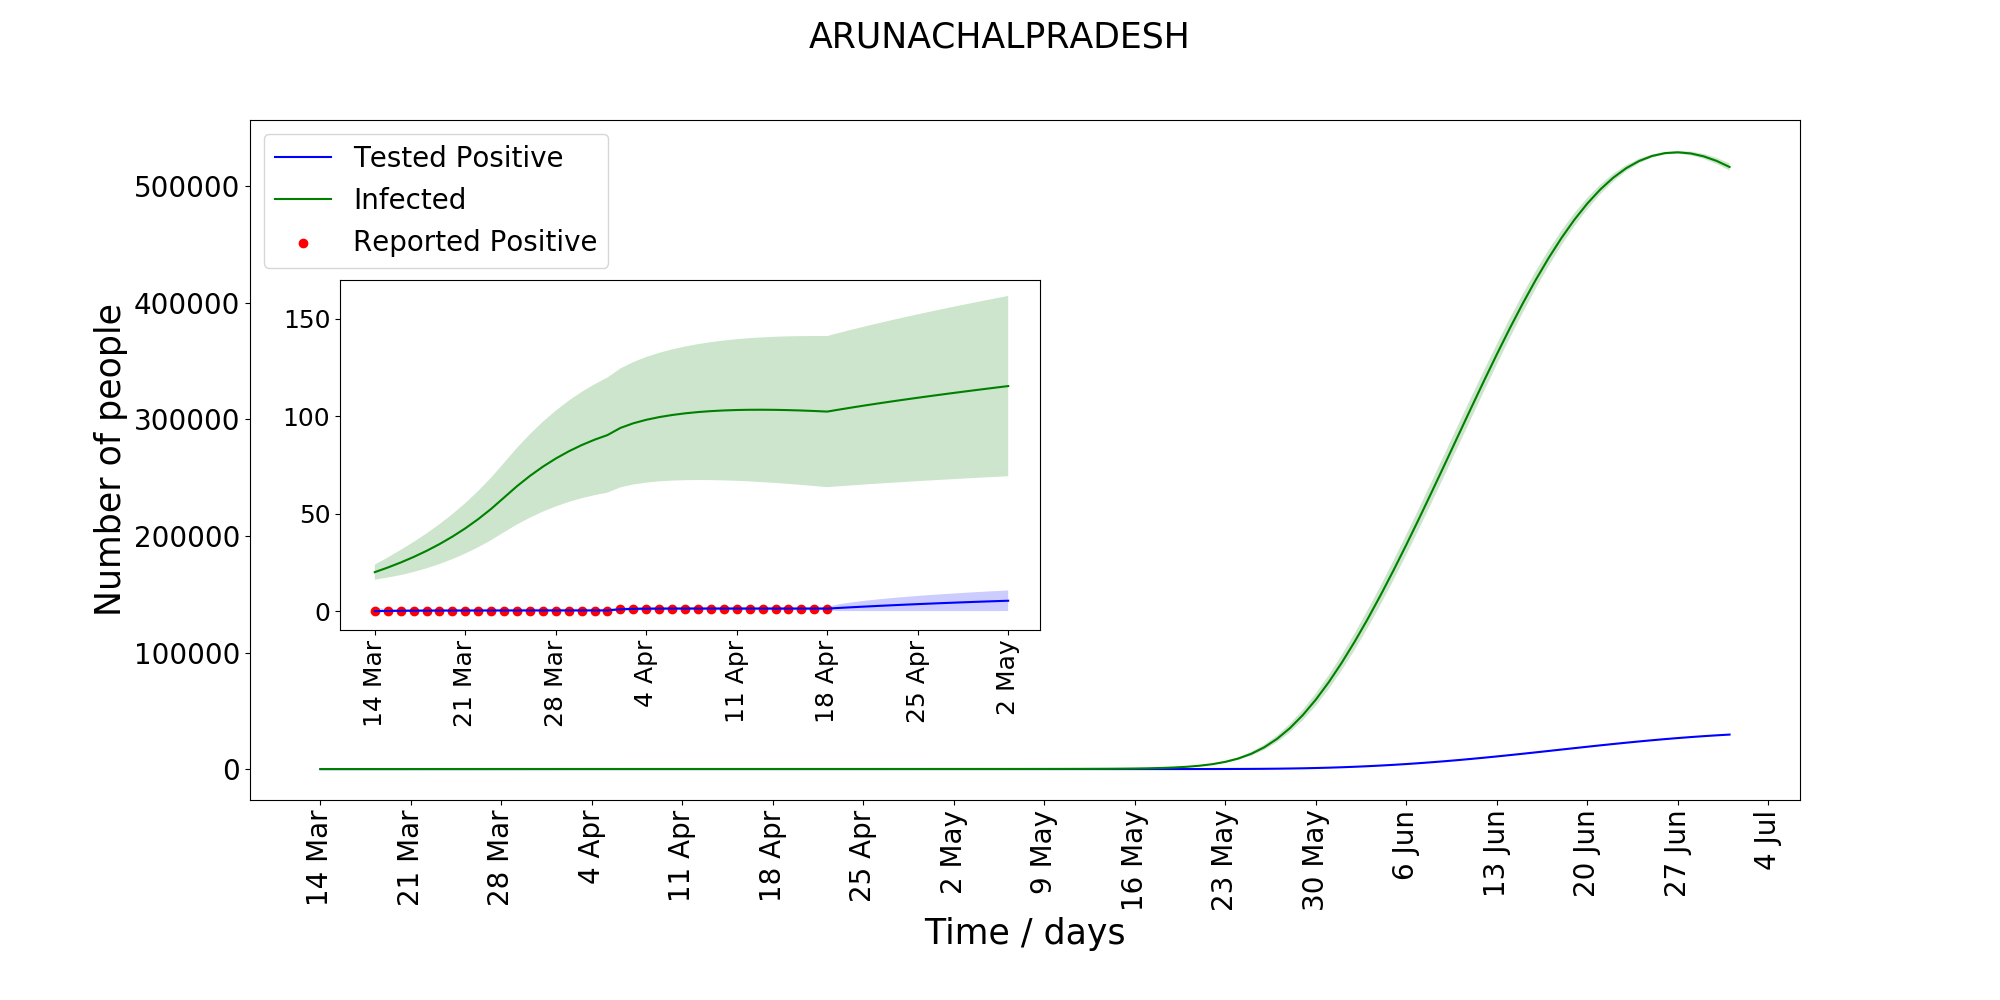 ARUNACHALPRADESH
Tested Positive
Infected
Reported Positive
Number of people
500000
400000
300000
200000
100000
0
150
100
50
0
14 Mar
21 Mar
28 Mar
4 Apr
11 Apr
18 Apr
25 Apr
2 May
14 Mar
21 Mar
28 Mar
4 Apr
11 Apr
18 Apr
25 Apr
2 May
9 May
16 May
23 May
30 May
6 Jun
13 Jun
20 Jun
27 Jun
4 Jul
Time / days